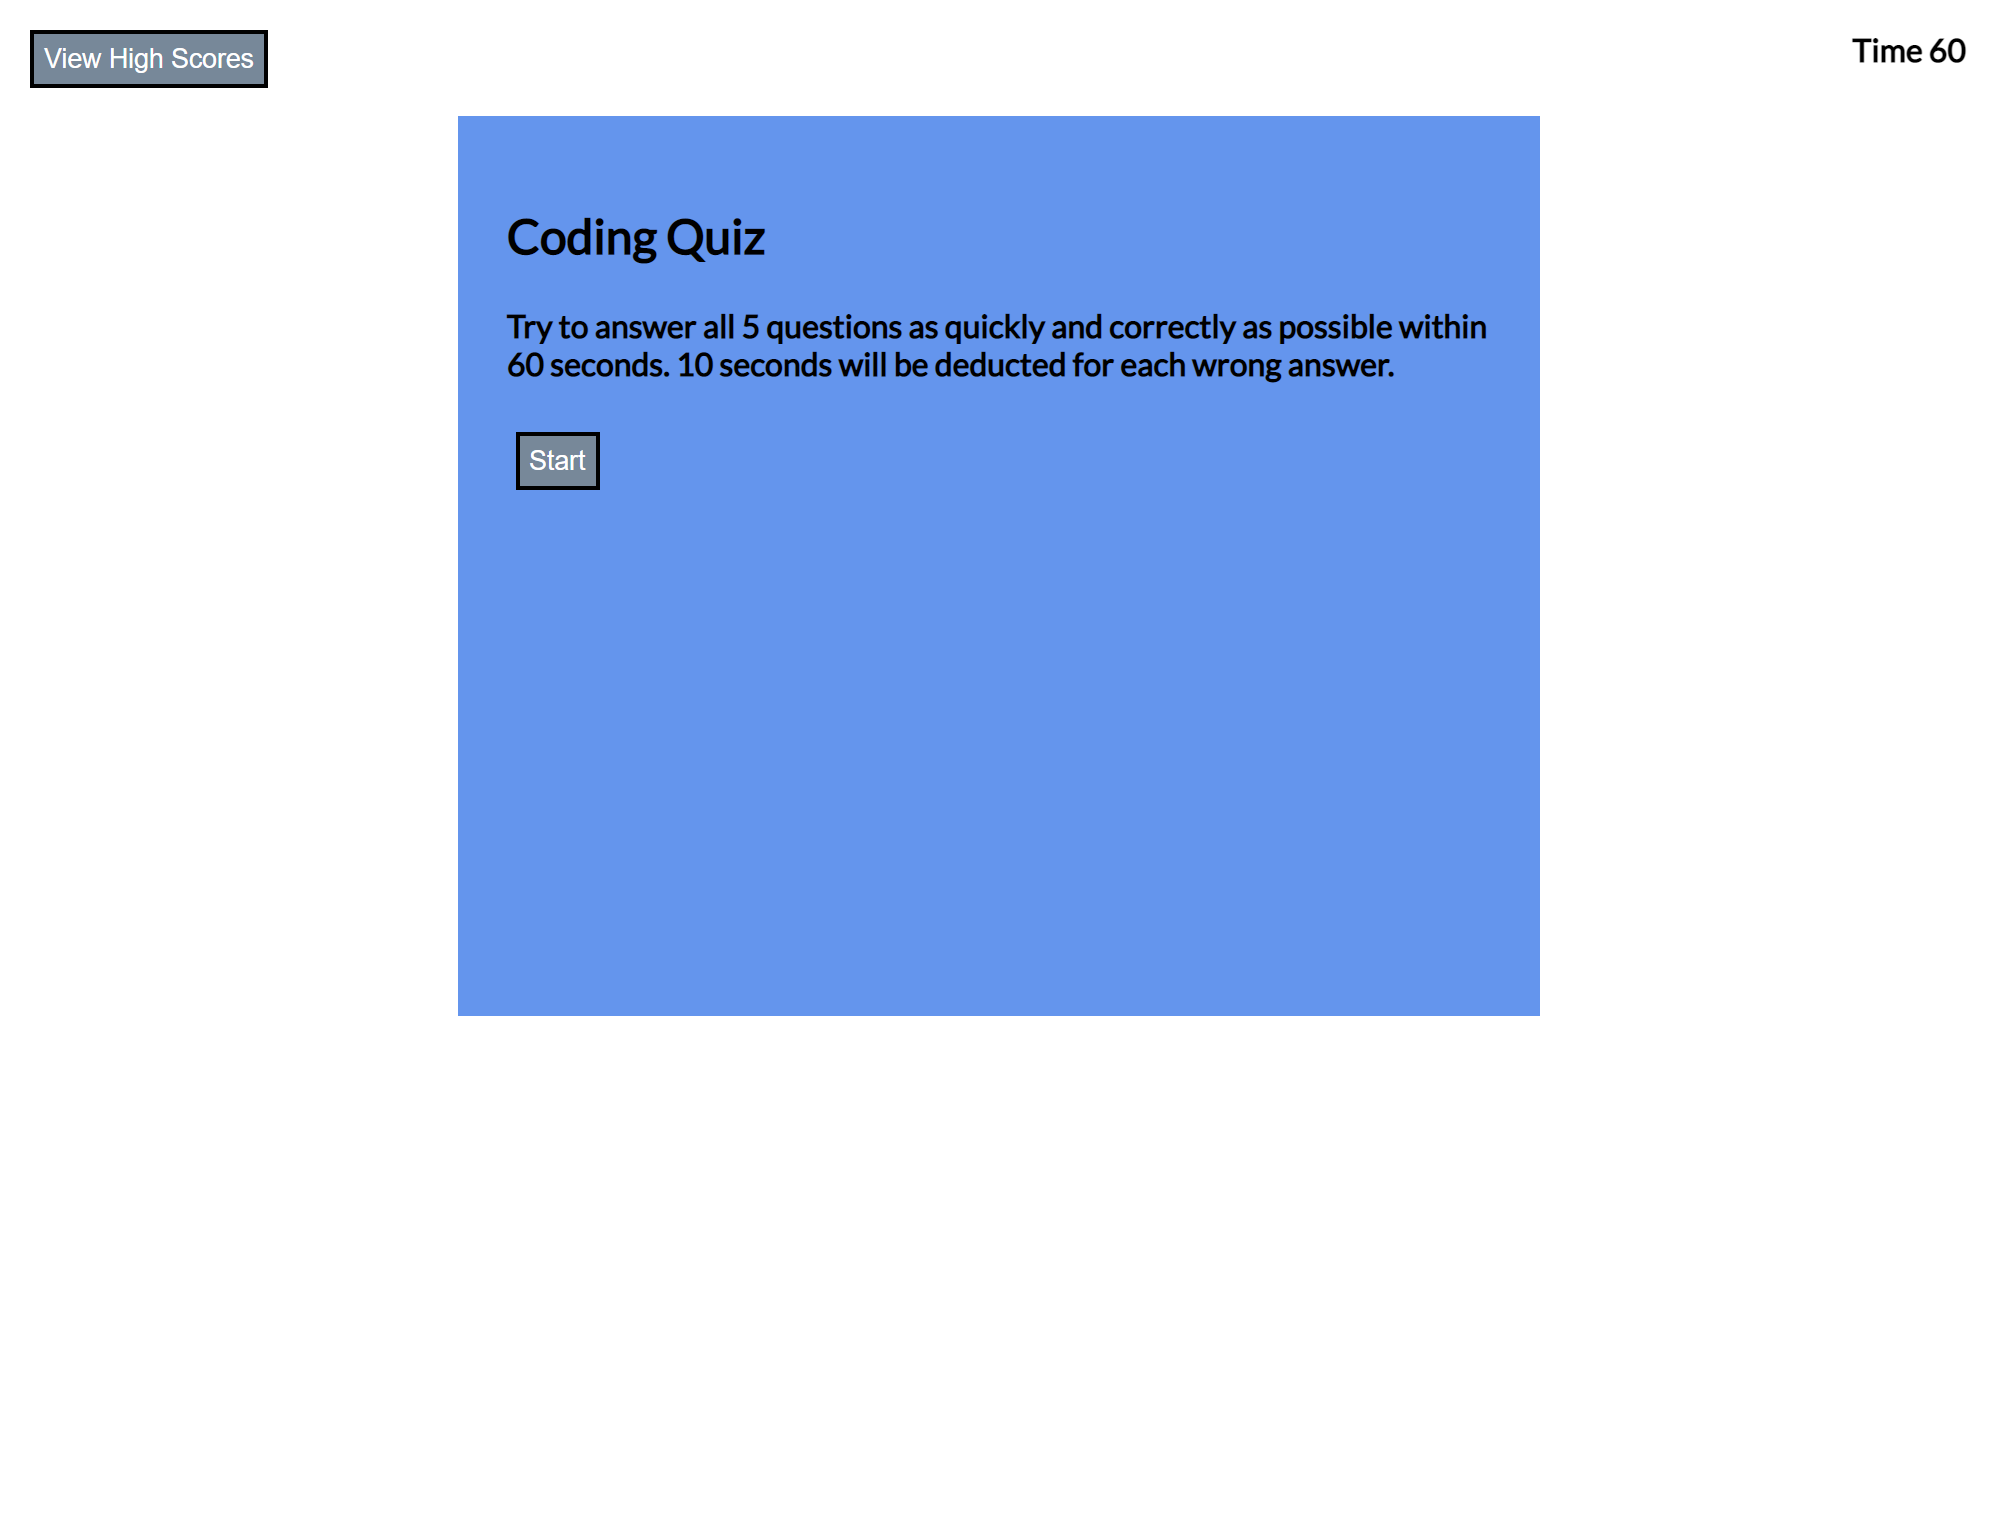 View High Scores
Time 60
Coding Quiz
Try to answer all 5 questions as quickly and correctly as possible within
60 seconds. 10 seconds will be deducted for each wrong answer.
Start